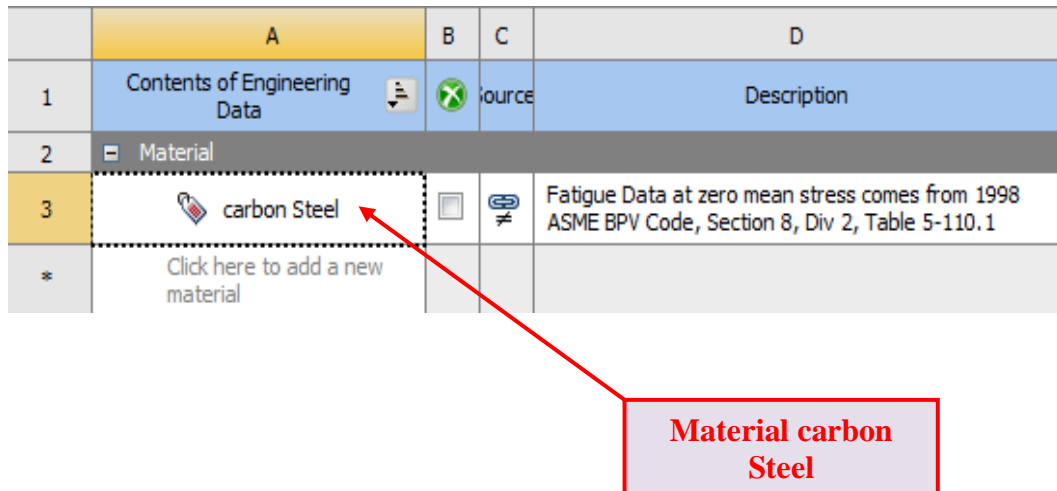 A B C D
1 Contents of Engineering Data Source Description
2 Material
3 carbon Steel Fatigue Data at zero mean stress comes from 1998
ASME BPV Code, Section 8, Div 2, Table 5-110.1
* Click here to add a new
material
Material carbon
Steel